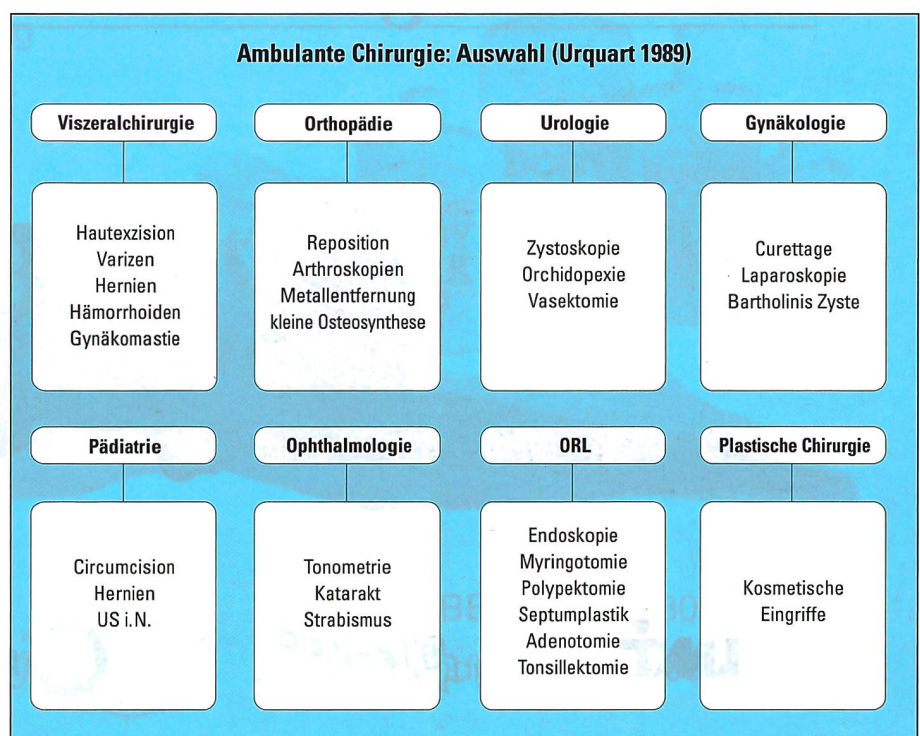 Ambulante Chirurgie: Auswahl (Urquart 1989)
Viszeralchirurgie
Hautexzision
Varizen
Hernien
Hämorrhoiden
Gynäkomastie
Orthopädie
Reposition
Arthroskopien
Metallentfernung
kleine Osteosynthese
Urologie
Zystoskopie
Orchidopexie
Vasektomie
Gynäkologie
Curettage
Laparoskopie
Bartholinis Zyste
Pädiatrie
Circumcision
Hernien
US i.N.
Ophthalmologie
Tonometrie
Katarakt
Strabismus
ORL
Endoskopie
Myringotomie
Polypektomie
Septumplastik
Adenotomie
Tonsillektomie
Plastische Chirurgie
Kosmetische
Eingriffe